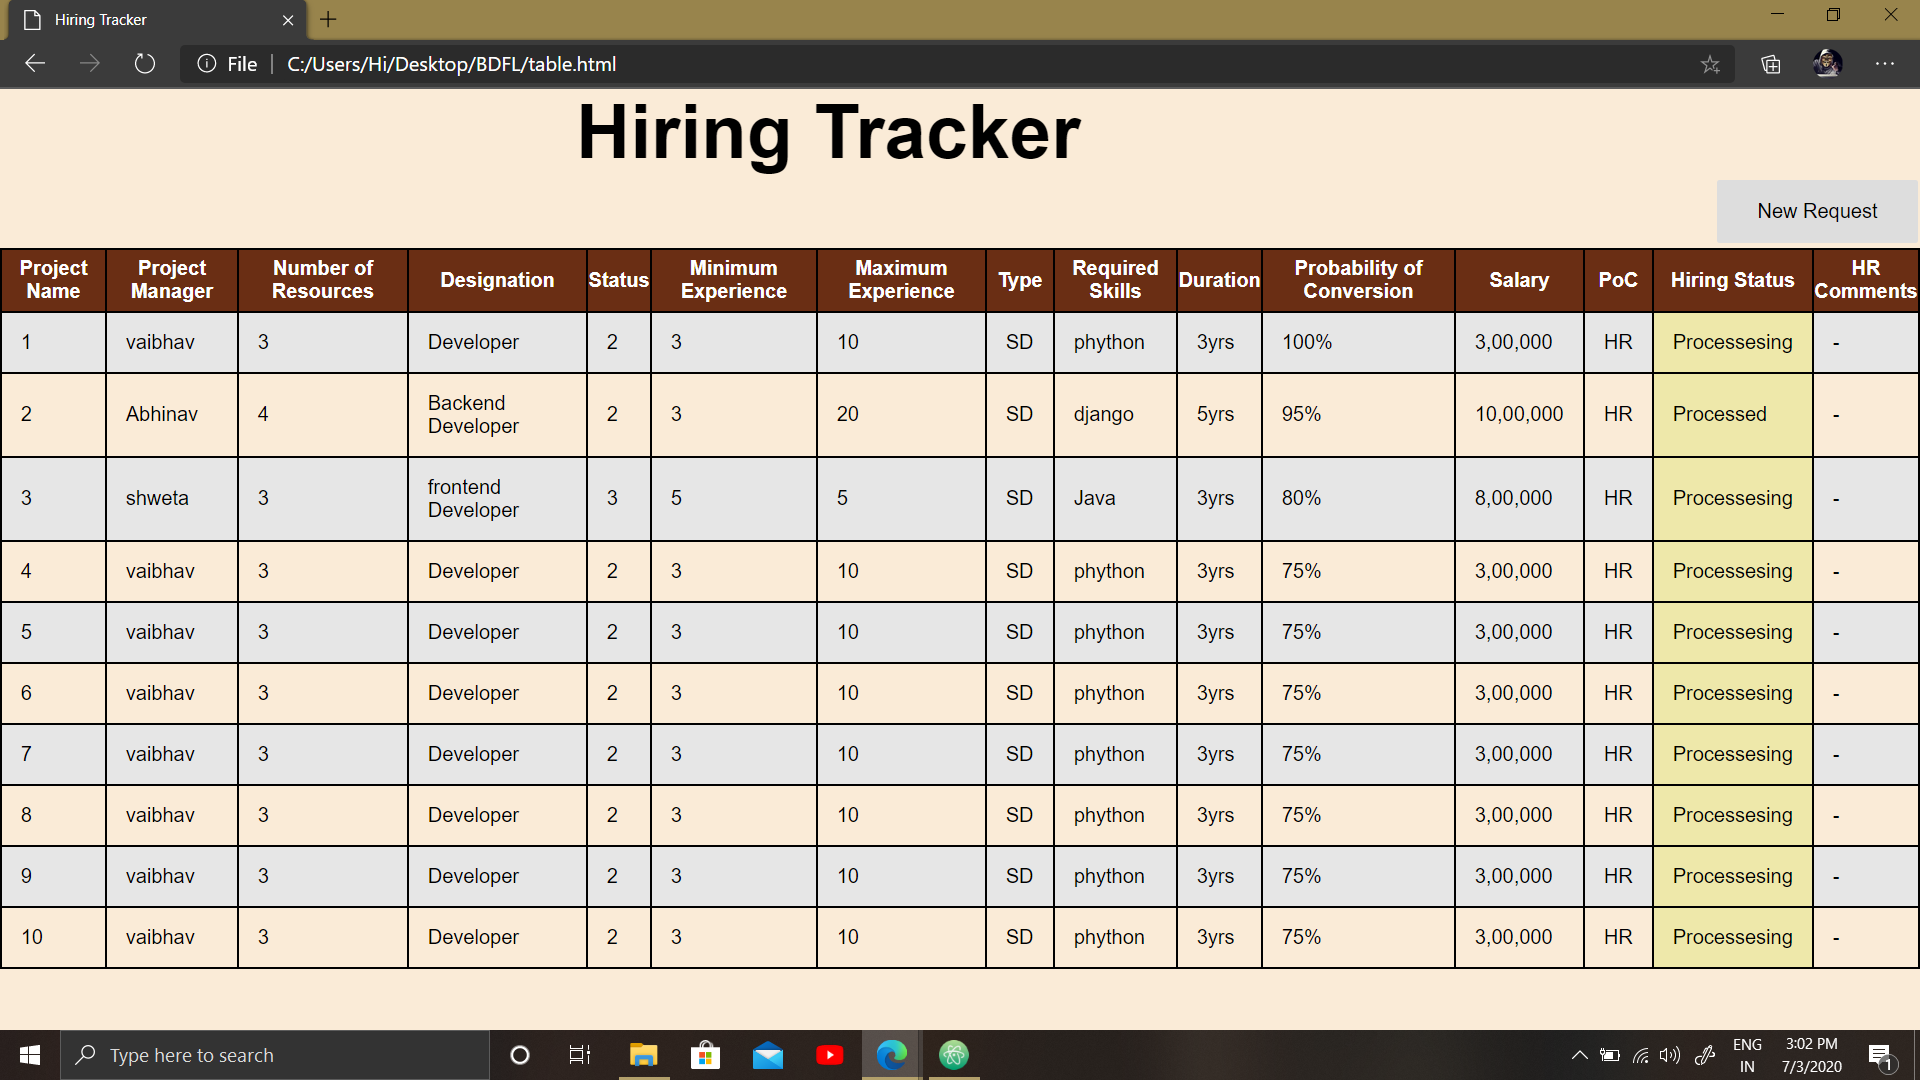 Hiring Tracker
File | C:/Users/Hi/Desktop/BDFL/table.html
Hiring Tracker
New Request
Project Name Project Manager Number of Resources Designation Status Minimum Experience Maximum Experience Type Required Skills Duration Probability of Conversion Salary PoC Hiring Status HR Comments
1 vaibhav 3 Developer 2 3 10 SD phython 3yrs 100% 3,00,000 HR Processesing -
2 Abhinav 4 Backend Developer 2 3 20 SD django 5yrs 95% 10,00,000 HR Processed -
3 shweta 3 frontend Developer 3 5 5 SD Java 3yrs 80% 8,00,000 HR Processesing -
4 vaibhav 3 Developer 2 3 10 SD phython 3yrs 75% 3,00,000 HR Processesing -
5 vaibhav 3 Developer 2 3 10 SD phython 3yrs 75% 3,00,000 HR Processesing -
6 vaibhav 3 Developer 2 3 10 SD phython 3yrs 75% 3,00,000 HR Processesing -
7 vaibhav 3 Developer 2 3 10 SD phython 3yrs 75% 3,00,000 HR Processesing -
8 vaibhav 3 Developer 2 3 10 SD phython 3yrs 75% 3,00,000 HR Processesing -
9 vaibhav 3 Developer 2 3 10 SD phython 3yrs 75% 3,00,000 HR Processesing -
10 vaibhav 3 Developer 2 3 10 SD phython 3yrs 75% 3,00,000 HR Processesing -
Type here to search
ENG 3:02 PM
IN 7/3/2020 1